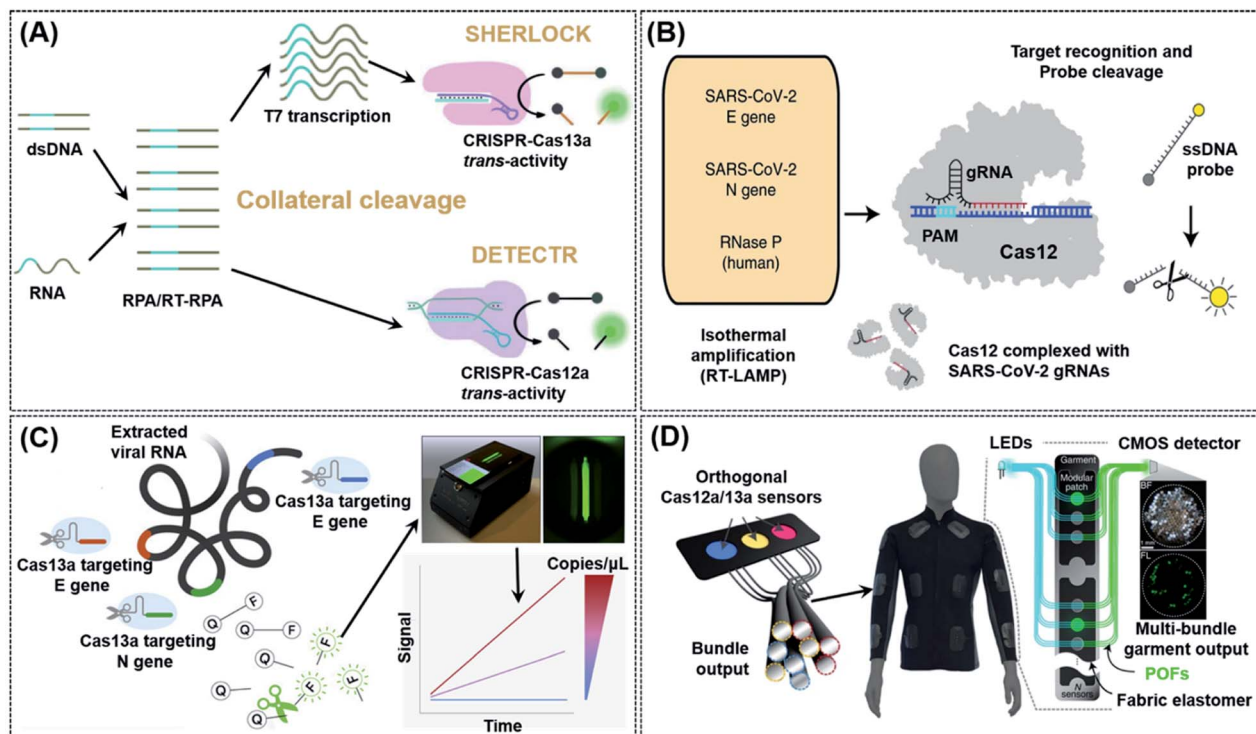 (A)
SHERLOCK
T7 transcription
CRISPR-Cas13a
trans-activity
dsDNA
Collateral cleavage
RNA
RPA/RT-RPA
DETECTR
CRISPR-Cas12a
trans-activity
(B)
Target recognition and
Probe cleavage
SARS-CoV-2
E gene
SARS-CoV-2
N gene
RNase P
(human)
gRNA
PAM
Cas12
ssDNA
probe
Isothermal
amplification
(RT-LAMP)
Cas12 complexed with
SARS-CoV-2 gRNAs
(C)
Extracted
viral RNA
Cas13a targeting
E gene
Cas13a targeting
E gene
Cas13a targeting
N gene
Q
F
Q
F
Q
F
F
Q
F
Q
Copies/µL
Signal
Time
(D)
Orthogonal
Cas12a/13a sensors
Bundle
output
LEDs
CMOS detector
Garment
Modular
patch
BF
1 mm
FL
Multi-bundle
garment output
POFs
Fabric elastomer
N
sensors